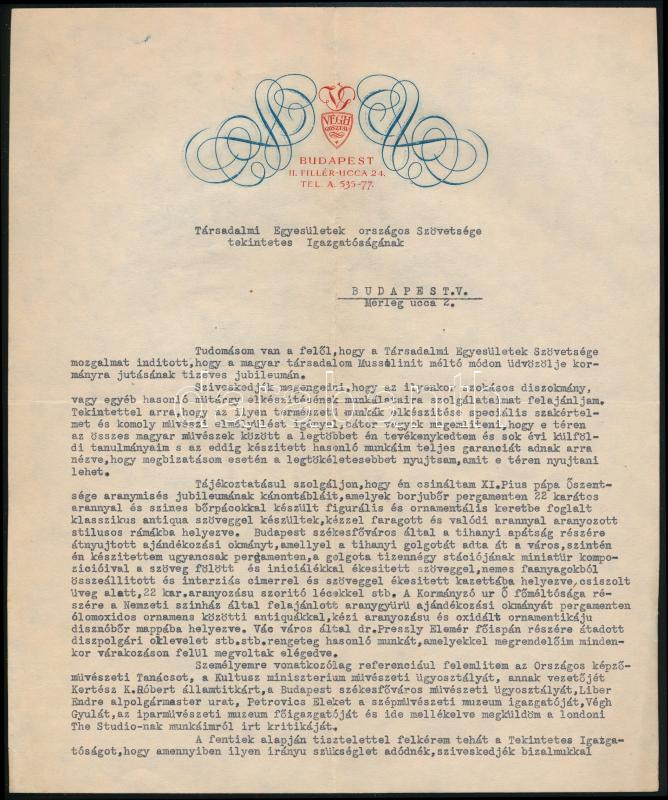 VÉGH
GUSZTÁV
BUDAPEST
II. FILLÉR-UCCA 24.
TEL. A. 535-77.
Társadalmi Egyesületek országos Szövetsége
tekintetes Igazgatóságának
BUDAPEST.V.
Mérleg ucca 2.
Tudomásom van a felől,hogy a Társadalmi Egyesületek Szövetsége
mozgalmat inditott,hogy a magyar társadalom Mussolinit méltó módon üdvözölje kor-
mányra jutásának tizéves jubileumán.
Sziveskedjék megengedni,hogy az ilyenkor szokásos diszokmány,
vagy egyéb hasonló műtárgy elkészitésének munkálataira szolgálataimat felajánljam.
Tekintettel arra,hogy az ilyen természetü munkák elkészitése speciális szakértel-
met és komoly müvészi elmélyülést igényel,bátor vagyok megemliteni,hogy e téren
az összes magyar müvészek között a legtöbbet én tevékenykedtem és sok évi külföl-
di tanulmányaim s az eddig készitett hasonló munkáim teljes garanciát adnak arra
nézve,hogy megbizatásom esetén a legtökéletesebbet nyujtsam,amit e téren nyujtani
lehet.
Tájékoztatásul szolgáljon,hogy én csináltam XI.Pius pápa Őszent-
sége aranymisés jubileumának kánontábláit,amelyek borjubőr pergamenten 22 karátos
arannyal és szines bőrpácokkal készült figurális és ornamentális keretbe foglalt
klasszikus antiqua szöveggel készültek,kézzel faragott és valódi arannyal aranyozott
stilusos rámákba helyezve. Budapest székesfőváros által a tihanyi apátság részére
átnyujtott ajándékozási okmányt,amellyel a tihanyi golgotát adta át a város,szintén
én készitettem ugyancsak pergamenten,a golgota tizennégy stációjának miniatür kompo-
zicióival a szöveg fölött és iniciálékkal ékesitett szöveggel,nemes faanyagokból
összeállitott és intarziás cimerrel és szöveggel ékesitett kazettába helyezve,csiszolt
üveg alatt,22 kar.aranyozásu szoritó lécekkel stb. A Kormányzó ur Ő főméltósága ré-
szére a Nemzeti szinház által felajánlott aranygyürü ajándékozási okmányát pergamenten
ólomoxidos ornamens közötti antiquákkal,kézi aranyozásu és oxidált ornamentikáju
disznóbőr mappába helyezve. Vác város által dr.Preszly Elemér főispán részére átadott
diszpolgári oklevelet stb.stb.rengeteg hasonló munkát,amelyekkel megrendelőim minden-
kor várakozáson felül megvoltak elégedve.
Személyemre vonatkozólag referenciául felemlitem az Országos képző-
müvészeti Tanácsot, a Kultusz miniszterium müvészeti ügyosztályát, annak vezetőjét
Kertész K.Róbert államtitkárt,a Budapest székesfőváros müvészeti ügyosztályát,Liber
Endre alpolgármaster urat, Petrovics Eleket a szépmüvészeti muzeum igazgatóját,Végh
Gyulát,az iparmüvészeti muzeum főigazgatóját és ide mellékelve megküldöm a londoni
The Studio-nak munkáimról irt kritikáját.
A fentiek alapján tisztelettel felkérem tehát a Tekintetes Igazga-
tóságot,hogy amennyiben ilyen irányu szükséglet adódnék,sziveskedjék bizalmukkal
darabanth